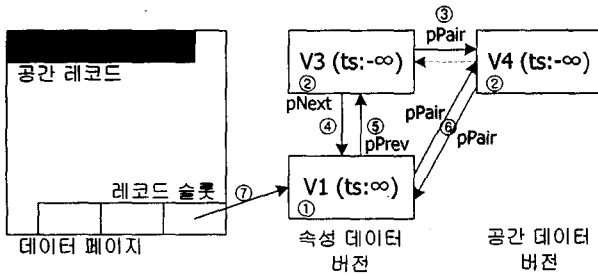 공간 레코드
레코드 슬롯
데이터 페이지
⑦
V3 (ts:-∞)
②
③
pPair
V4 (ts:-∞)
②
pNext
④
⑤
pPrev
pPair
⑥
pPair
V1 (ts:∞)
①
속성 데이터
버전
공간 데이터
버전